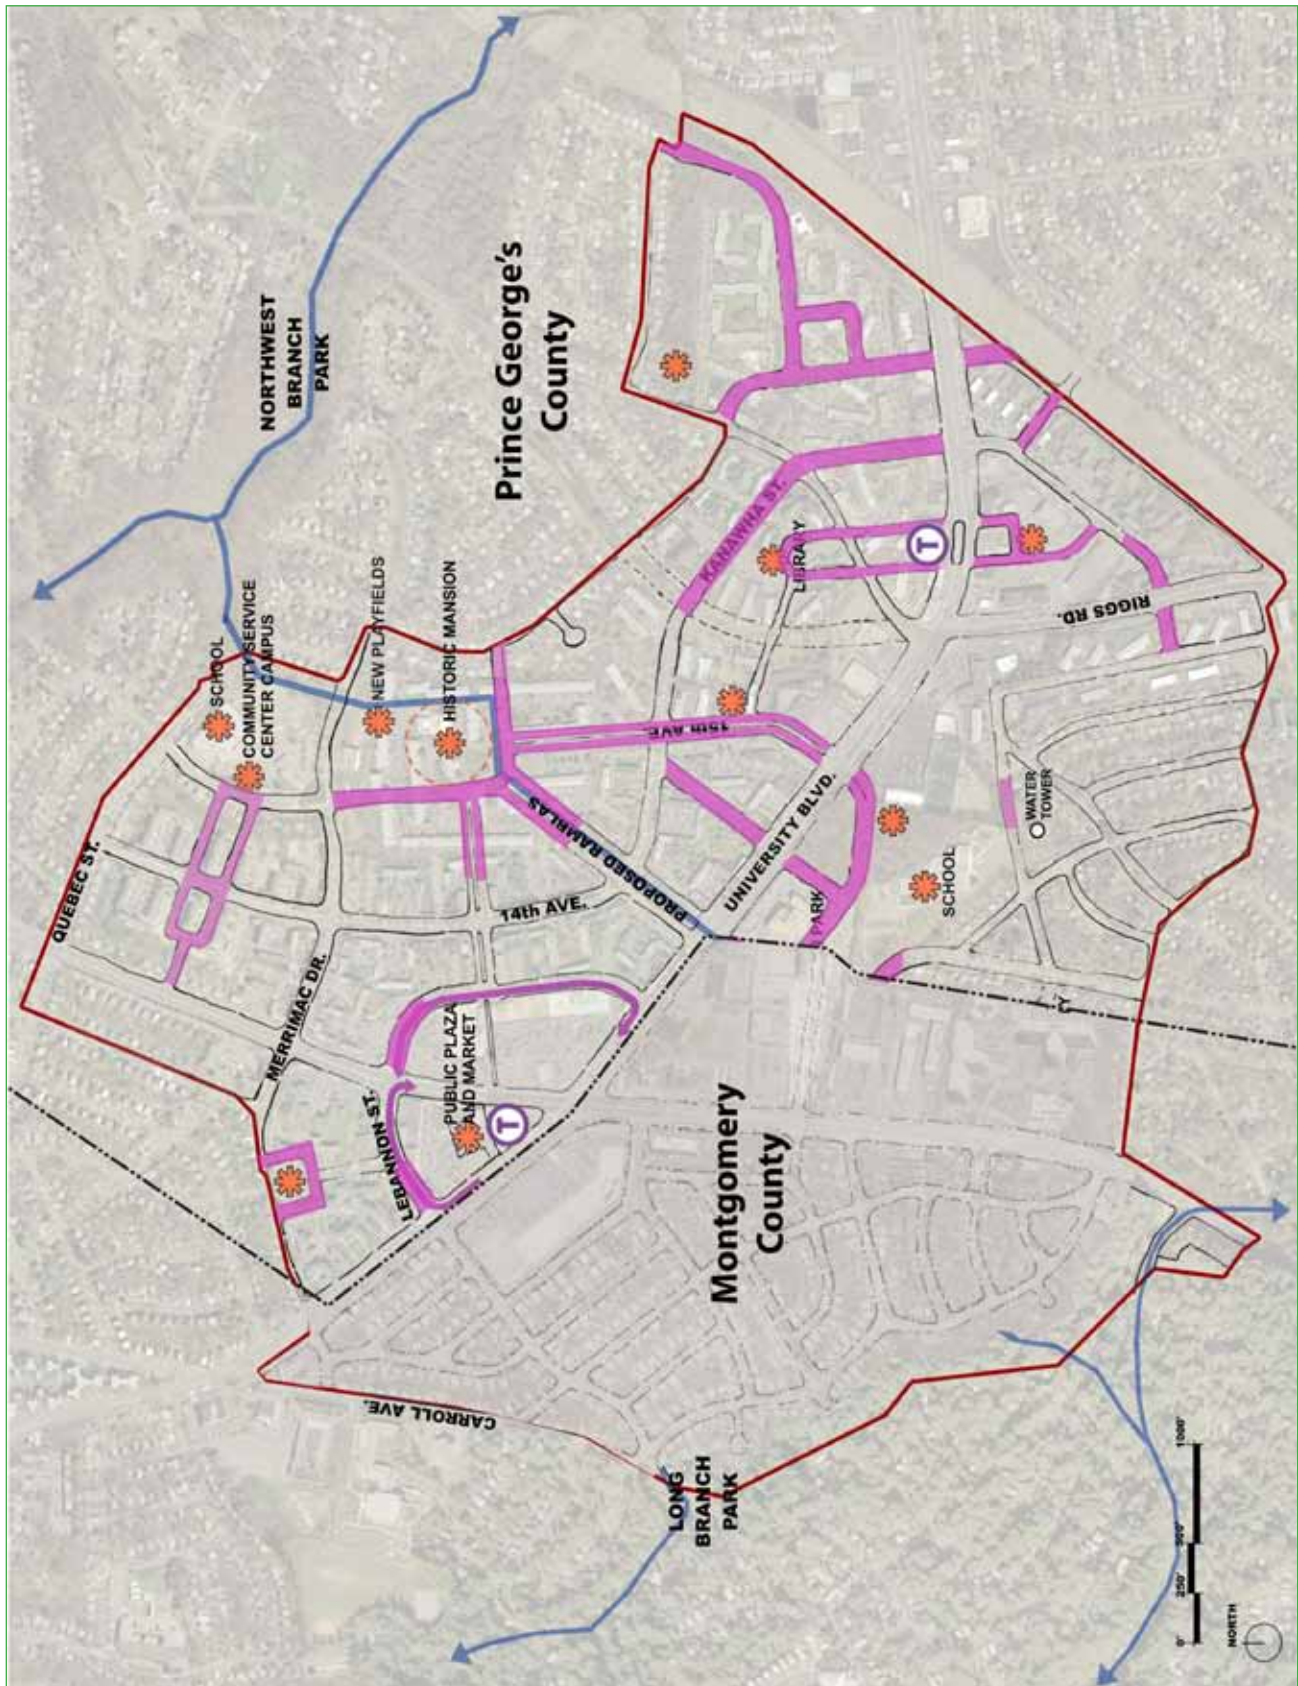 NORTHWEST
BRANCH
PARK
Prince George's
County
SCHOOL
COMMUNITY SERVICE
CENTER CAMPUS
NEW PLAYFIELDS
HISTORIC MANSION
QUEBEC ST.
MERRIMAC DR.
14th AVE.
PROPOSED RAMBLAS
15th AVE.
KANAWHA ST.
LIBRARY
T
RIGGS RD.
UNIVERSITY BLVD.
PARK
SCHOOL
WATER
TOWER
LEBANNON ST.
PUBLIC PLAZA
AND MARKET
T
Montgomery
County
CARROLL AVE.
LONG
BRANCH
PARK
0' 250' 500' 1000'
NORTH